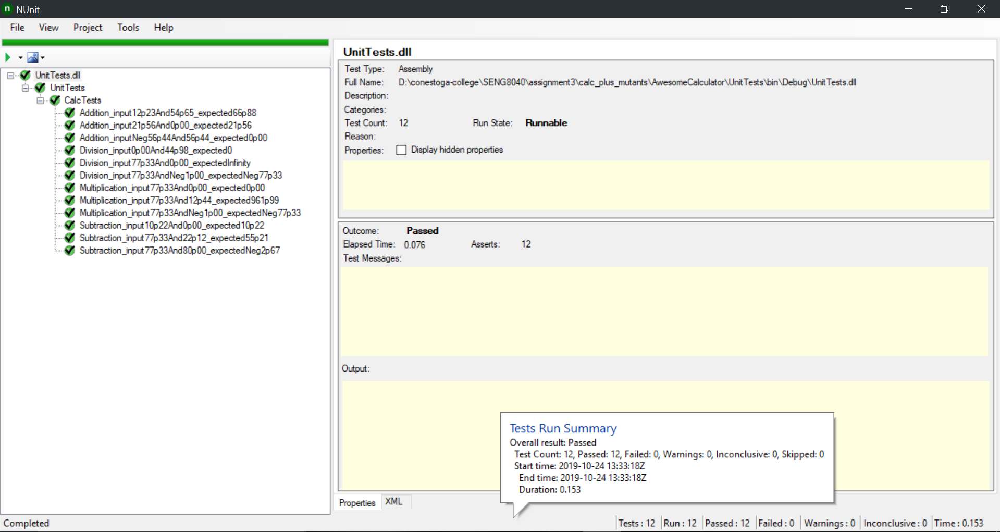 n NUnit
File View Project Tools Help
UnitTests.dll
UnitTests
CalcTests
Addition_input12p23And54p65_expected66p88
Addition_input21p56And0p00_expected21p56
Addition_inputNeg56p44And56p44_expected0p00
Division_input0p00And44p98_expected0
Division_input77p33And0p00_expectedInfinity
Division_input77p33AndNeg1p00_expectedNeg77p33
Multiplication_input77p33And0p00_expected0p00
Multiplication_input77p33And12p44_expected961p99
Multiplication_input77p33AndNeg1p00_expectedNeg77p33
Subtraction_input10p22And0p00_expected10p22
Subtraction_input77p33And22p12_expected55p21
Subtraction_input77p33And80p00_expectedNeg2p67
UnitTests.dll
Test Type: Assembly
Full Name: D:\conestoga-college\SENG8040\assignment3\calc_plus_mutants\AwesomeCalculator\UnitTests\bin\Debug\UnitTests.dll
Description:
Categories:
Test Count: 12 Run State: Runnable
Reason:
Properties: Display hidden properties
Outcome: Passed
Elapsed Time: 0.076 Asserts: 12
Test Messages:
Output:
Tests Run Summary
Overall result: Passed
Test Count: 12, Passed: 12, Failed: 0, Warnings: 0, Inconclusive: 0, Skipped: 0
Start time: 2019-10-24 13:33:18Z
End time: 2019-10-24 13:33:18Z
Duration: 0.153
Properties XML
Completed Tests : 12 Run : 12 Passed : 12 Failed : 0 Warnings : 0 Inconclusive : 0 Time : 0.153